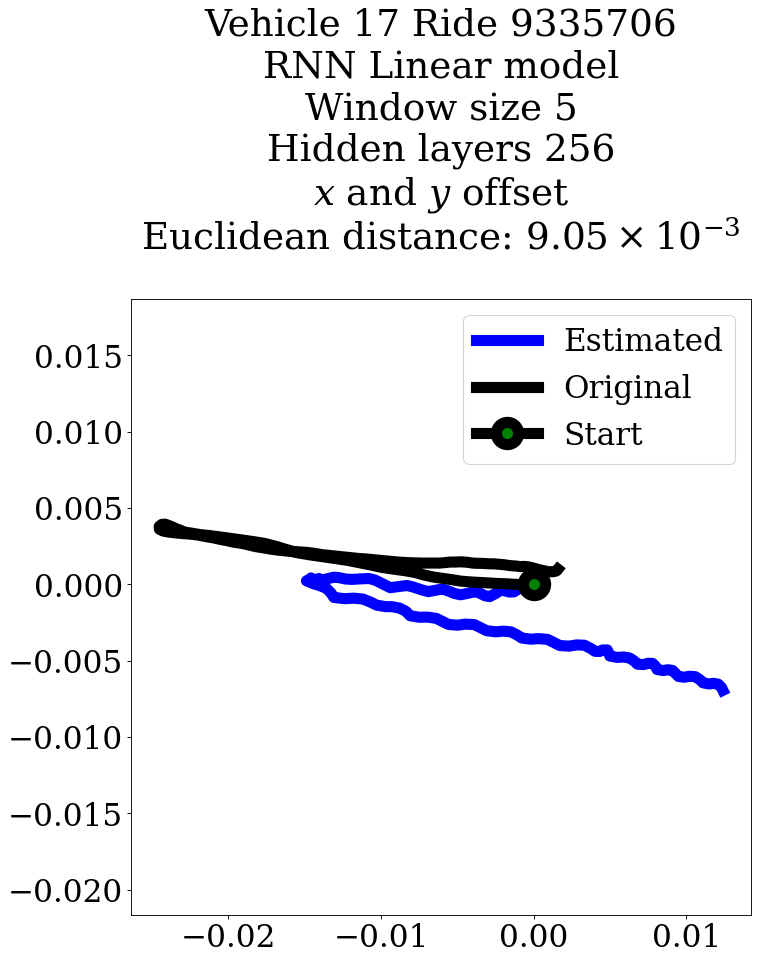 Vehicle 17 Ride 9335706
RNN Linear model
Window size 5
Hidden layers 256
x and y offset
Euclidean distance: 9.05 × 10⁻³
Estimated
Original
Start
0.015
0.010
0.005
0.000
−0.005
−0.010
−0.015
−0.020
−0.02 −0.01 0.00 0.01